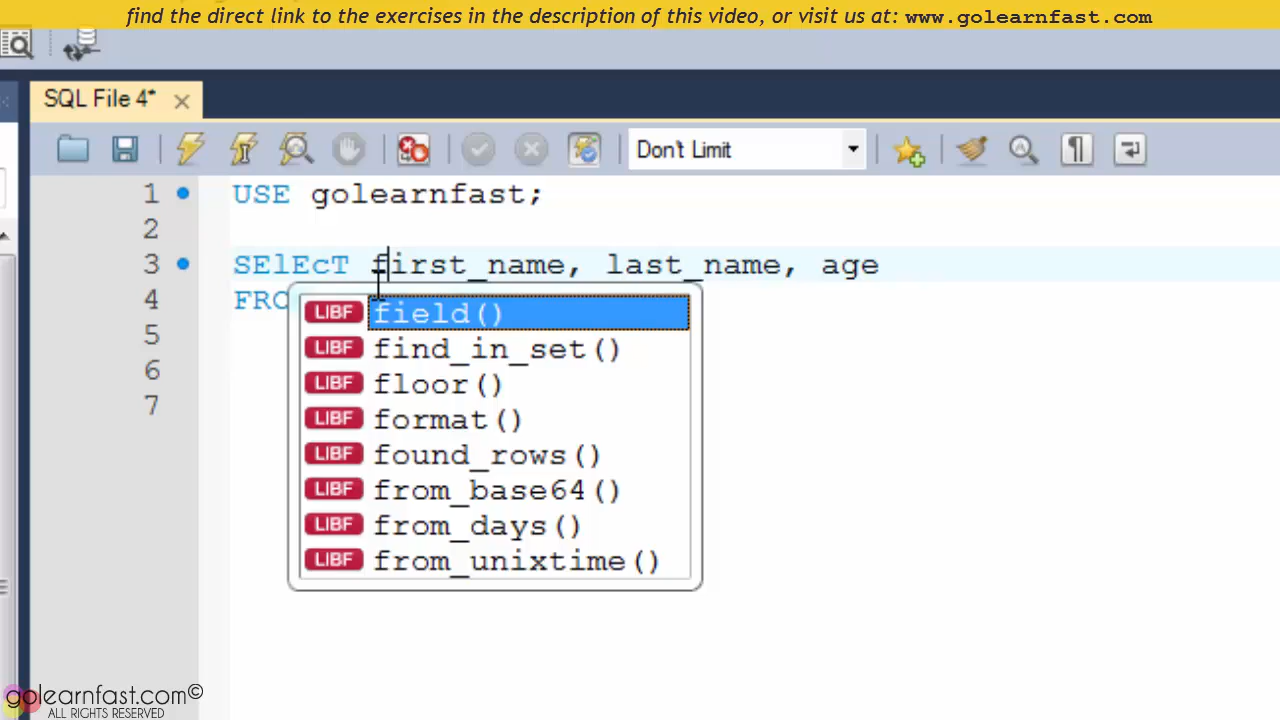 find the direct link to the exercises in the description of this video, or visit us at: www.golearnfast.com
SQL File 4*
Don't Limit
1 USE golearnfast;
2
3 SElEcT first_name, last_name, age
4 FRO
5
6
7
LIBF field()
LIBF find_in_set()
LIBF floor()
LIBF format()
LIBF found_rows()
LIBF from_base64()
LIBF from_days()
LIBF from_unixtime()
golearnfast.com©
ALL RIGHTS RESERVED